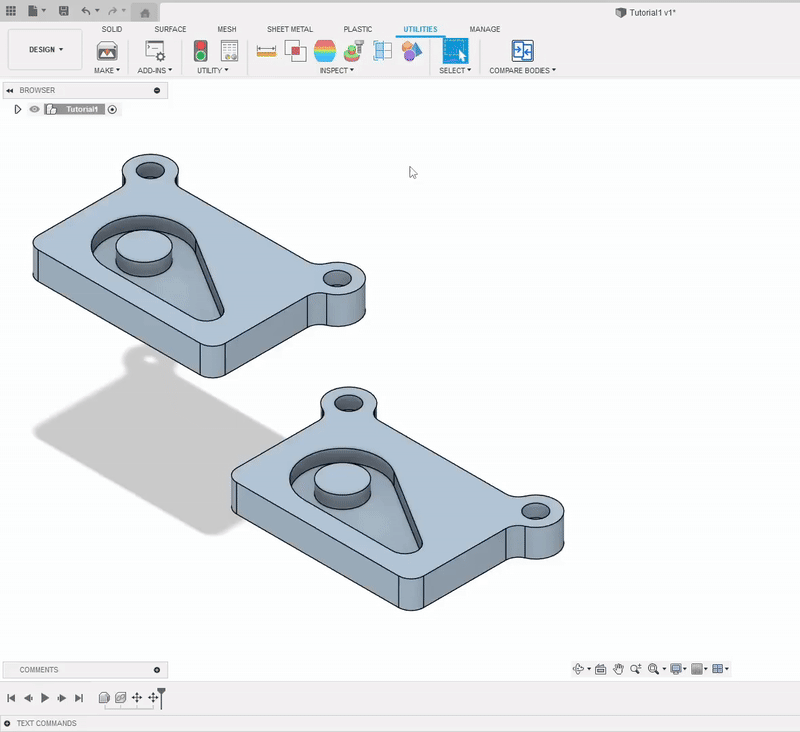 Tutorial1 v1*
SOLID SURFACE MESH SHEET METAL PLASTIC UTILITIES MANAGE
DESIGN
MAKE ADD-INS UTILITY INSPECT SELECT COMPARE BODIES
BROWSER
Tutorial1
COMMENTS
TEXT COMMANDS